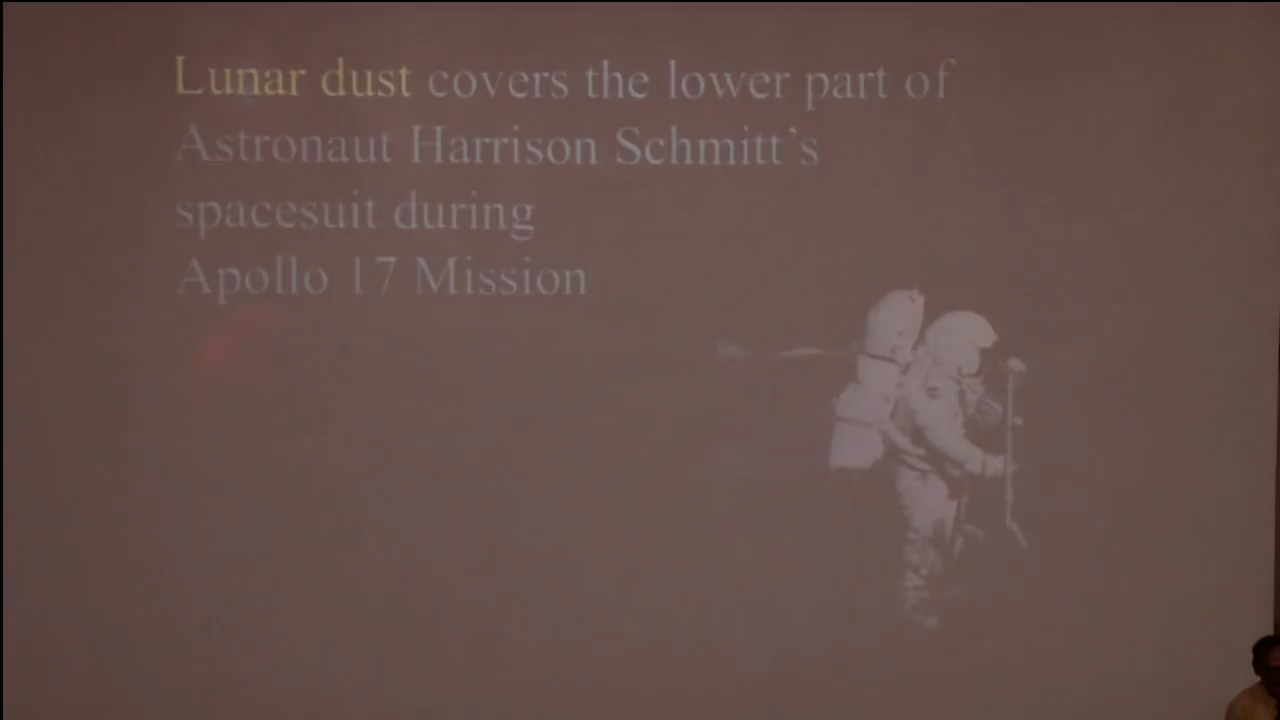 Lunar dust covers the lower part of
Astronaut Harrison Schmitt's
spacesuit during
Apollo 17 Mission